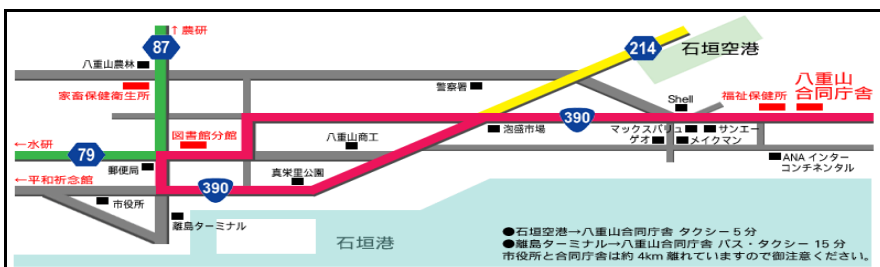 ↑農研
87
214
石垣空港
八重山農林
八重山
合同庁舎
警察署
福祉保健所
家畜保健衛生所
Shell
390
図書館分館
泡盛市場
マックスバリュ
サンエー
←水研
八重山商工
ゲオ
メイクマン
79
郵便局
真栄里公園
ANAインター
コンチネンタル
←平和祈念館
390
市役所
離島ターミナル
石垣港
●石垣空港→八重山合同庁舎 タクシー5分
●離島ターミナル→八重山合同庁舎 バス・タクシー 15分
市役所と合同庁舎は約4km離れていますので御注意ください。